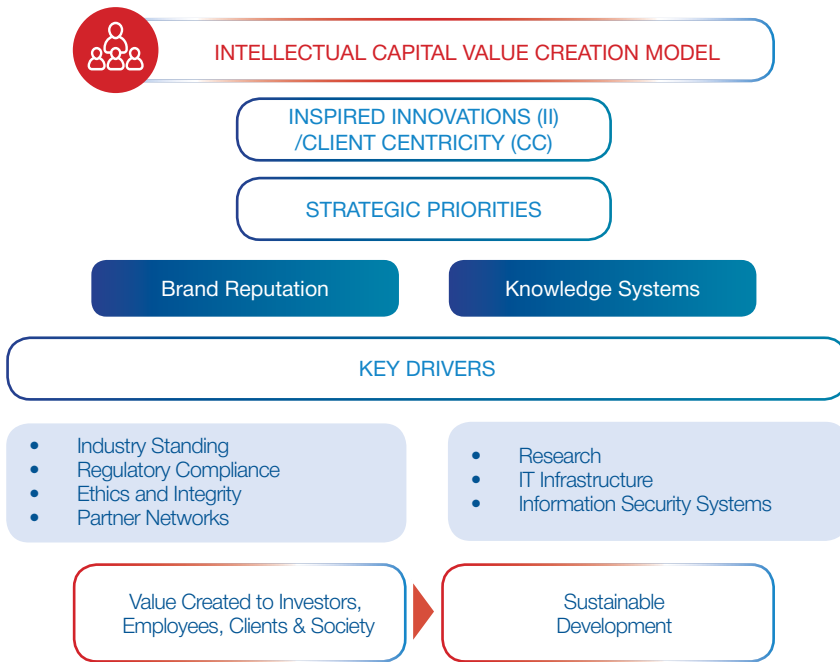 INTELLECTUAL CAPITAL VALUE CREATION MODEL
INSPIRED INNOVATIONS (II)
/CLIENT CENTRICITY (CC)
STRATEGIC PRIORITIES
Brand Reputation
Knowledge Systems
KEY DRIVERS
• Industry Standing
• Regulatory Compliance
• Ethics and Integrity
• Partner Networks
• Research
• IT Infrastructure
• Information Security Systems
Value Created to Investors,
Employees, Clients & Society
Sustainable
Development